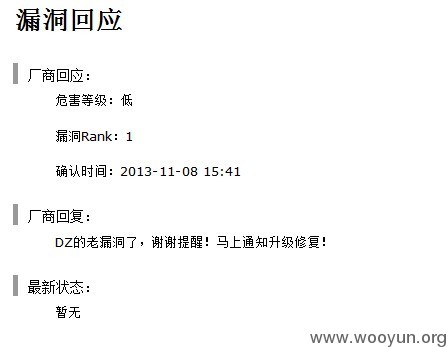 漏洞回应
厂商回应：
危害等级：低
漏洞Rank：1
确认时间：2013-11-08 15:41
厂商回复：
DZ的老漏洞了，谢谢提醒！马上通知升级修复！
最新状态：
暂无
www.wooyun.org